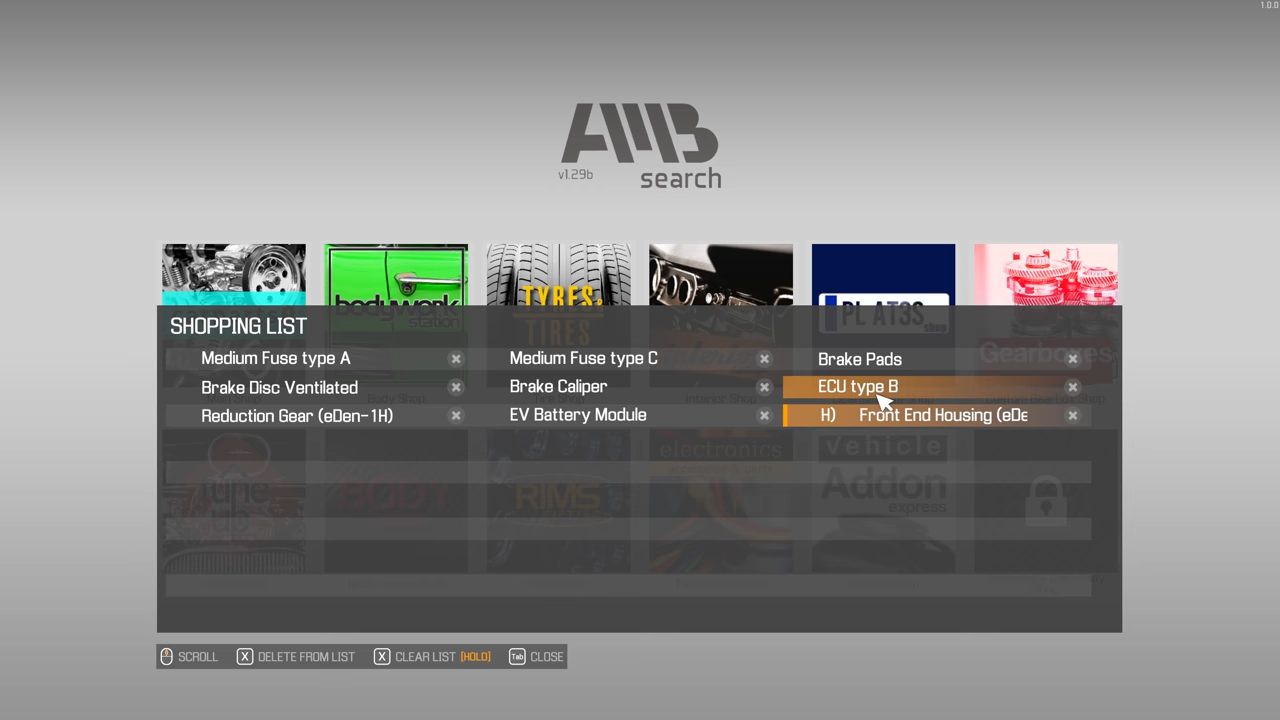 1.0.0
AMB
v1.29b
search
bodywork
station
TYRES:
TIRES
PL AT3S
shop
Gearboxes
SHOPPING LIST
Medium Fuse type A
Medium Fuse type C
Brake Pads
Brake Disc Ventilated
Brake Caliper
ECU type B
Reduction Gear (eDen-1H)
EV Battery Module
H) Front End Housing (eDe
electronics
Vehicle
tune
up
BODY
RIMS
Addon
express
SCROLL
X DELETE FROM LIST
X CLEAR LIST [HOLD]
Tab CLOSE